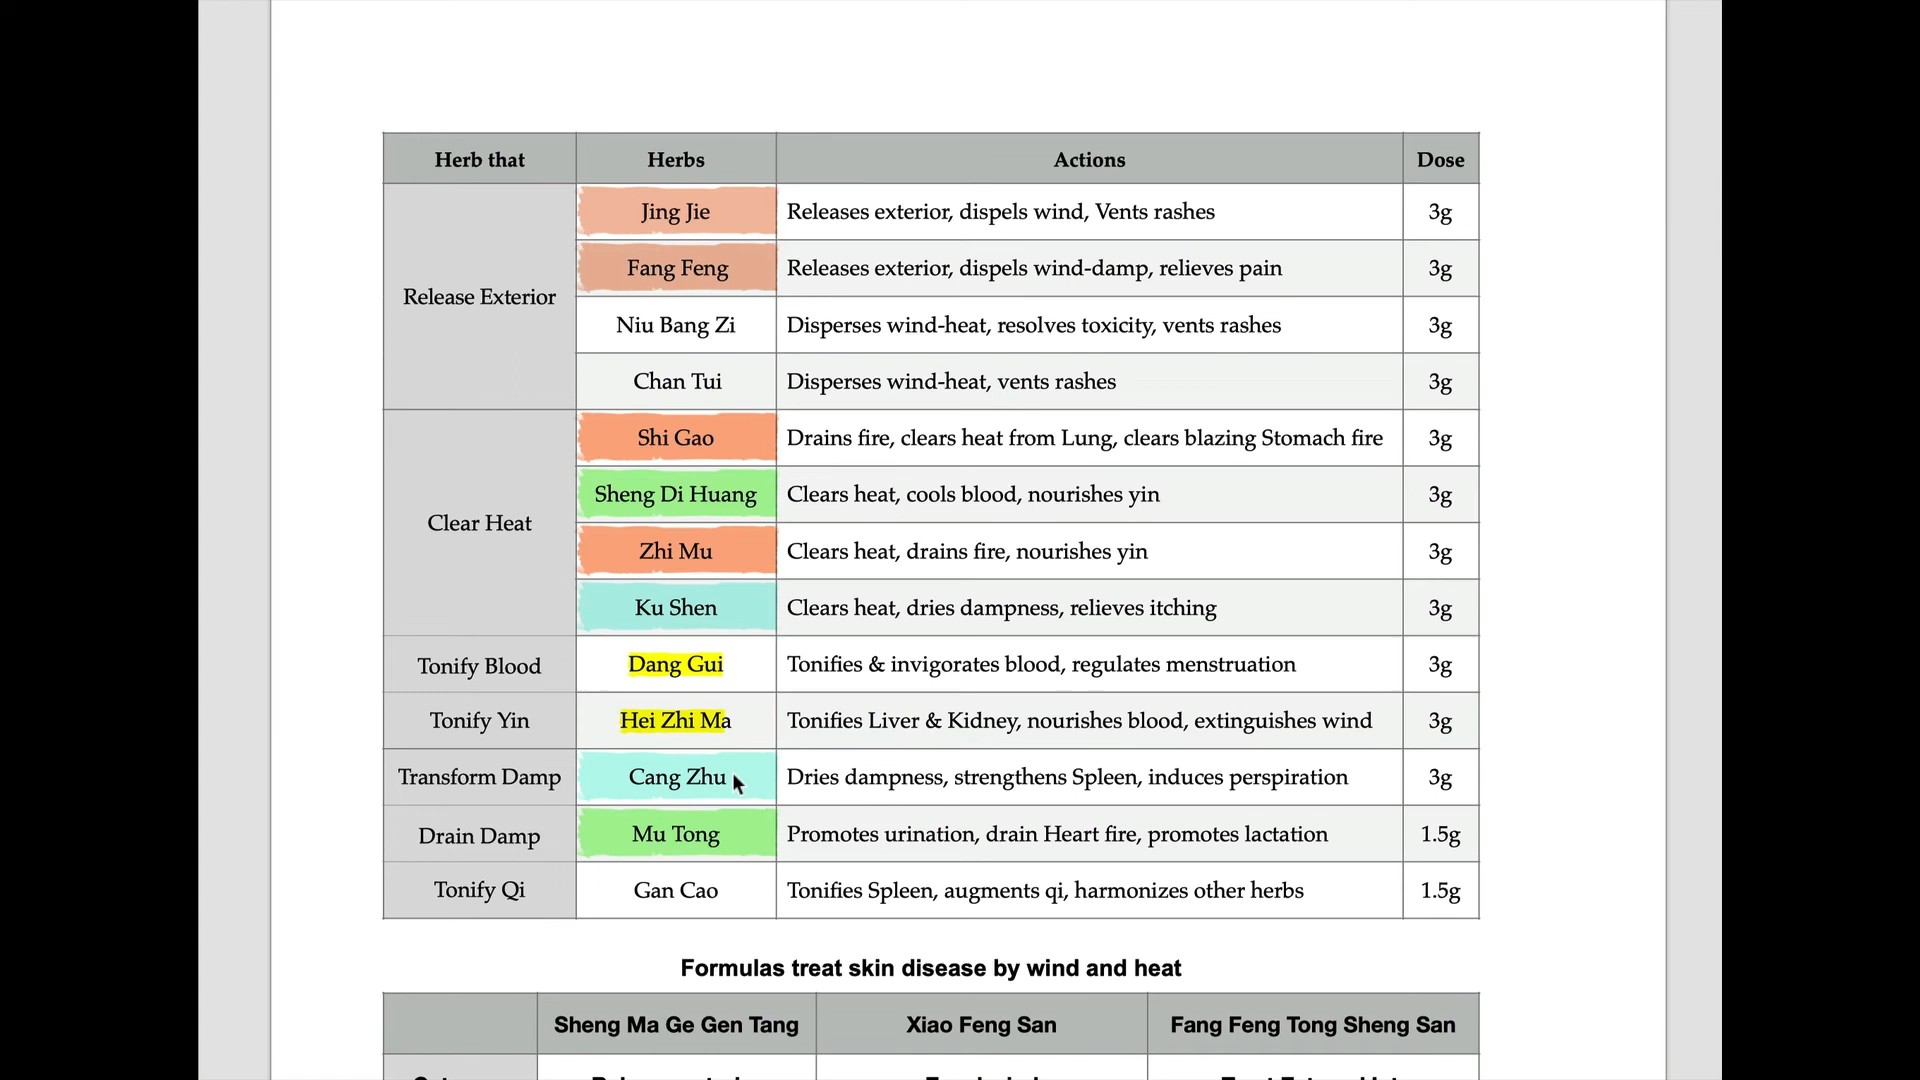 Herb that Herbs Actions Dose
Release Exterior
Jing Jie Releases exterior, dispels wind, Vents rashes 3g
Fang Feng Releases exterior, dispels wind-damp, relieves pain 3g
Niu Bang Zi Disperses wind-heat, resolves toxicity, vents rashes 3g
Chan Tui Disperses wind-heat, vents rashes 3g
Clear Heat
Shi Gao Drains fire, clears heat from Lung, clears blazing Stomach fire 3g
Sheng Di Huang Clears heat, cools blood, nourishes yin 3g
Zhi Mu Clears heat, drains fire, nourishes yin 3g
Ku Shen Clears heat, dries dampness, relieves itching 3g
Tonify Blood Dang Gui Tonifies & invigorates blood, regulates menstruation 3g
Tonify Yin Hei Zhi Ma Tonifies Liver & Kidney, nourishes blood, extinguishes wind 3g
Transform Damp Cang Zhu Dries dampness, strengthens Spleen, induces perspiration 3g
Drain Damp Mu Tong Promotes urination, drain Heart fire, promotes lactation 1.5g
Tonify Qi Gan Cao Tonifies Spleen, augments qi, harmonizes other herbs 1.5g
Formulas treat skin disease by wind and heat
Sheng Ma Ge Gen Tang Xiao Feng San Fang Feng Tong Sheng San